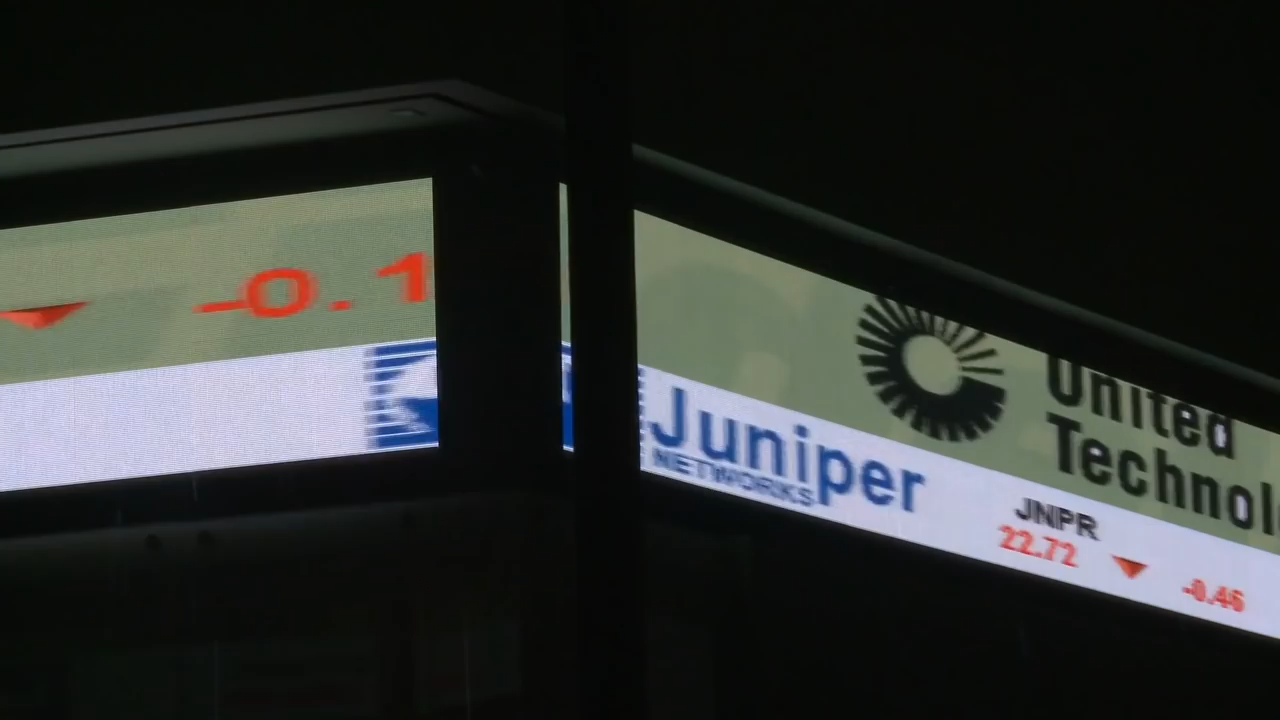 -0.1
United
Technol
Juniper
NETWORKS
JNPR
22.72
-0.46